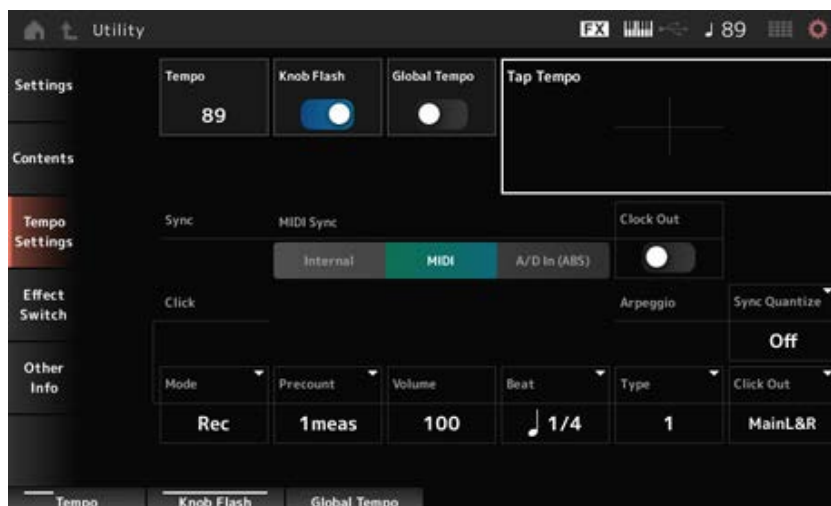 Utility
FX
♩ 89
Settings
Contents
Tempo
Settings
Effect
Switch
Other
Info
Tempo
89
Knob Flash
Global Tempo
Tap Tempo
Sync
MIDI Sync
Internal
MIDI
A/D In (ABS)
Clock Out
Click
Arpeggio
Sync Quantize
Off
Mode
Rec
Precount
1meas
Volume
100
Beat
♩ 1/4
Type
1
Click Out
MainL&R
Tempo
Knob Flash
Global Tempo